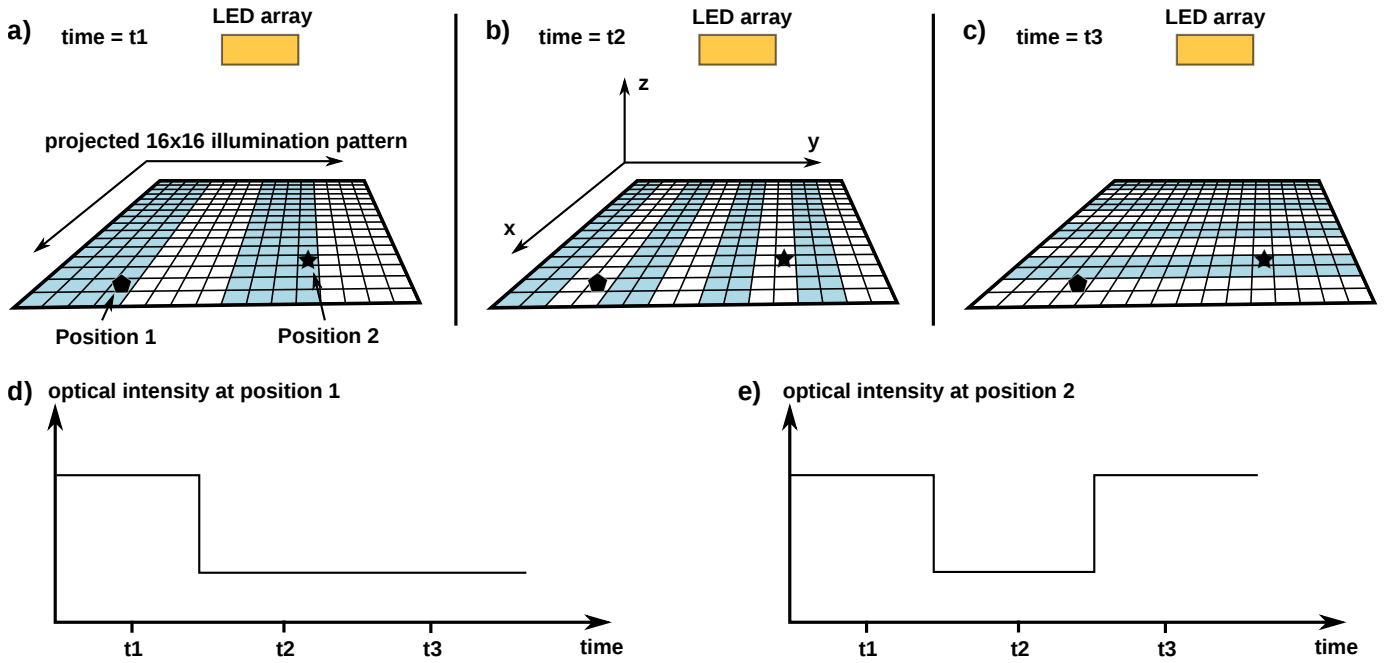 a)
time = t1
LED array
b)
time = t2
LED array
c)
time = t3
LED array
projected 16x16 illumination pattern
z
y
x
Position 1
Position 2
d)
optical intensity at position 1
t1
t2
t3
time
e)
optical intensity at position 2
t1
t2
t3
time